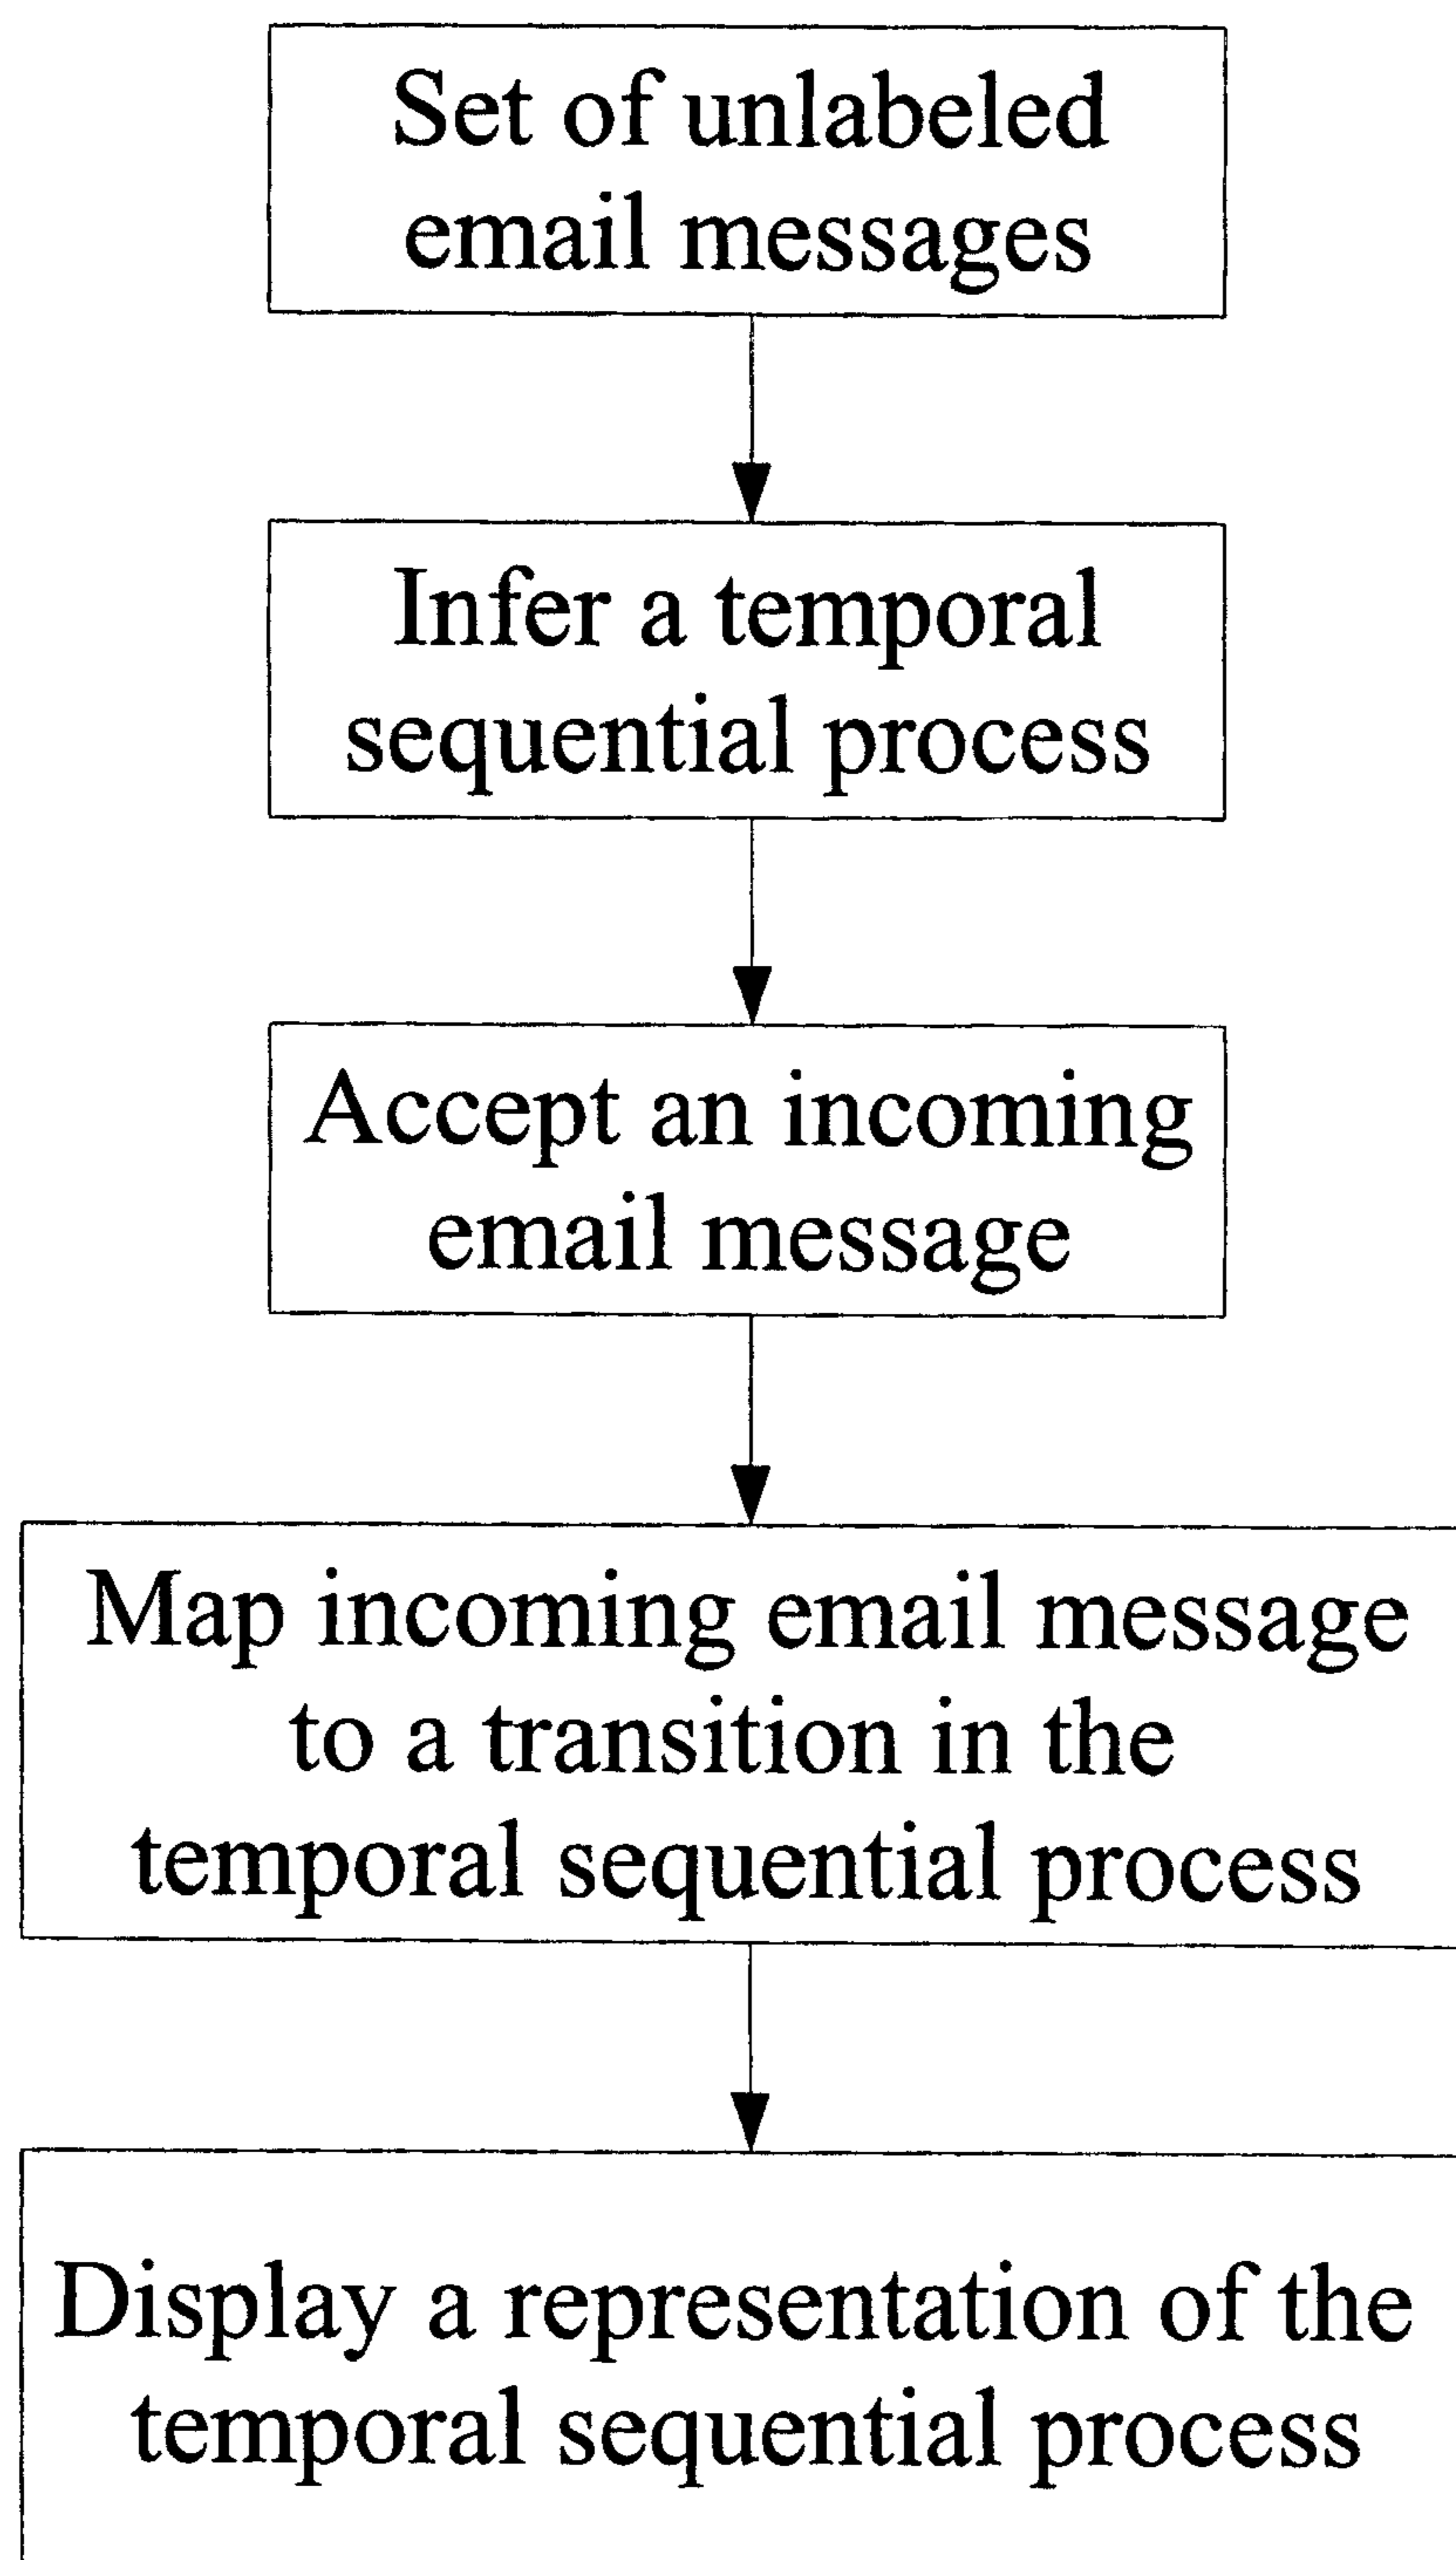 Set of unlabeled
email messages
Infer a temporal
sequential process
Accept an incoming
email message
Map incoming email message
to a transition in the
temporal sequential process
Display a representation of the
temporal sequential process